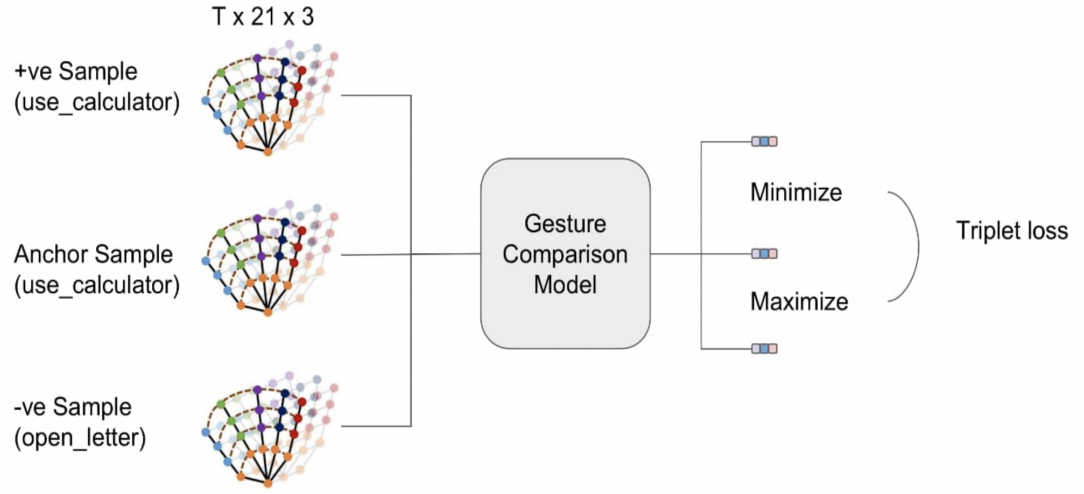 T x 21 x 3
+ve Sample
(use_calculator)
Anchor Sample
(use_calculator)
-ve Sample
(open_letter)
Gesture
Comparison
Model
Minimize
Maximize
Triplet loss